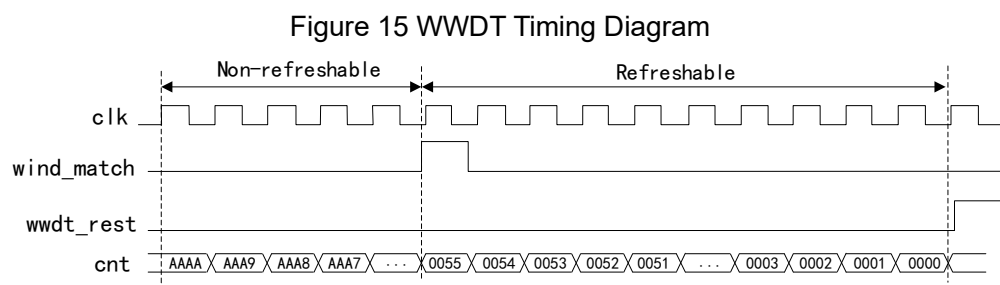 Figure 15 WWDT Timing Diagram
Non-refreshable Refreshable
clk
wind_match
wwdt_rest
cnt AAAA AAA9 AAA8 AAA7 ... 0055 0054 0053 0052 0051 ... 0003 0002 0001 0000